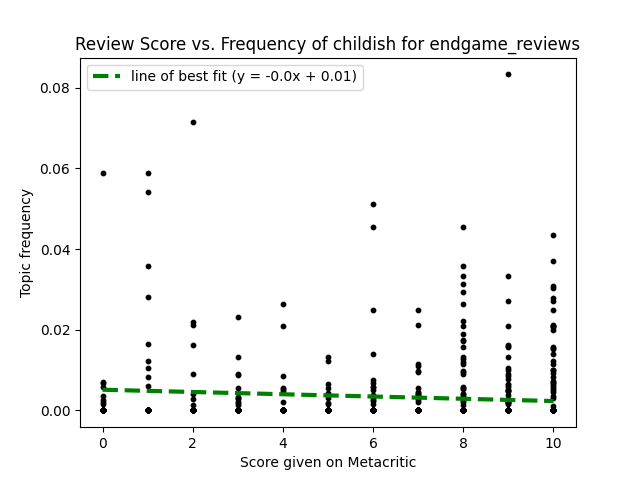 Review Score vs. Frequency of childish for endgame_reviews
line of best fit (y = -0.0x + 0.01)
0.08
0.06
0.04
0.02
0.00
Topic frequency
0 2 4 6 8 10
Score given on Metacritic